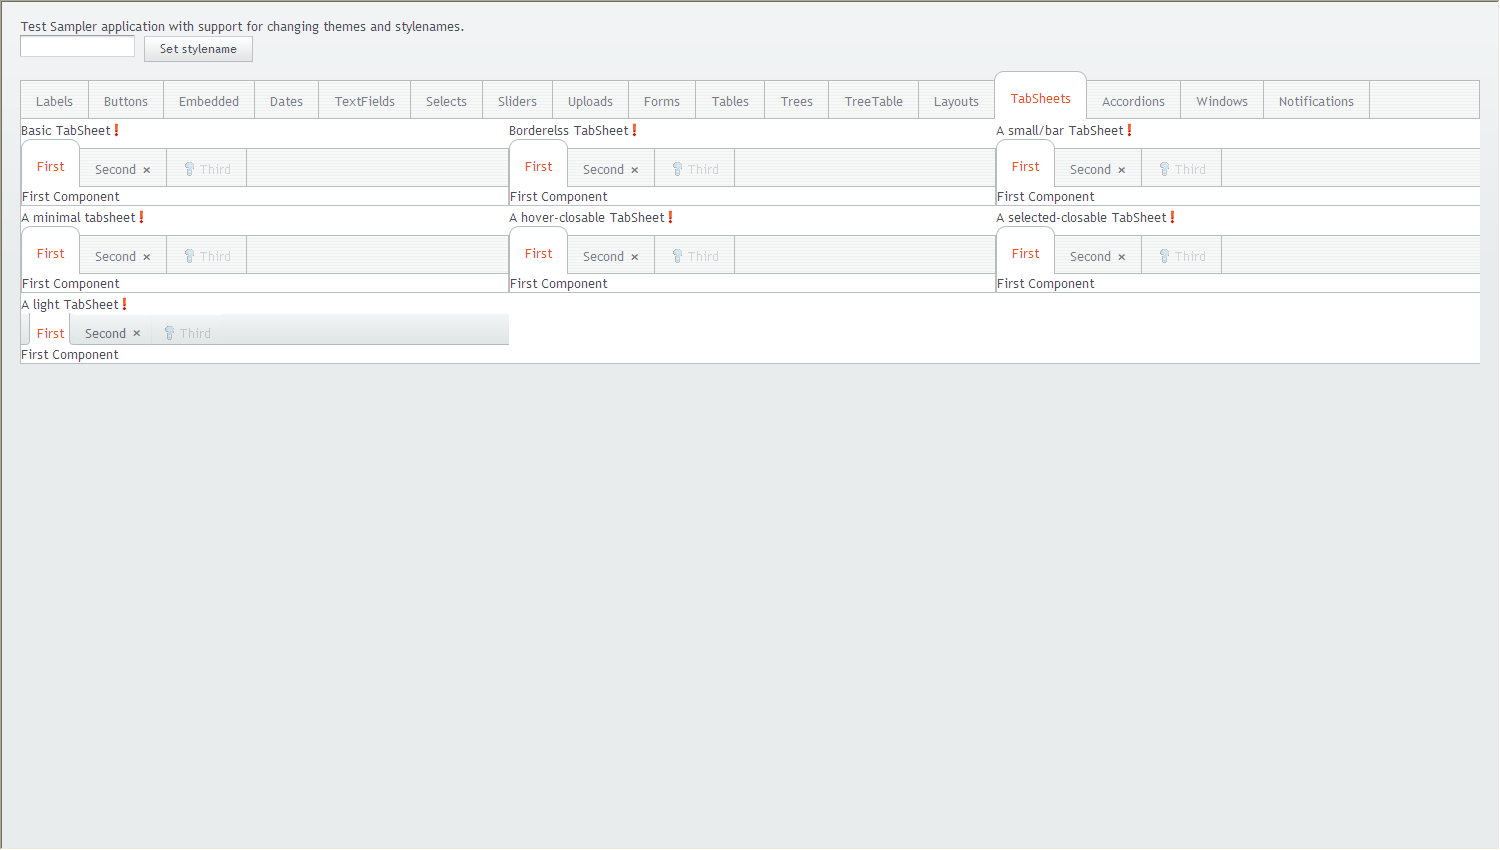 Test Sampler application with support for changing themes and stylenames.
Set stylename
Labels Buttons Embedded Dates TextFields Selects Sliders Uploads Forms Tables Trees TreeTable Layouts TabSheets Accordions Windows Notifications
Basic TabSheet Borderelss TabSheet A small/bar TabSheet
First Second × Third First Second × Third First Second × Third
First Component First Component First Component
A minimal tabsheet A hover-closable TabSheet A selected-closable TabSheet
First Second × Third First Second × Third First Second × Third
First Component First Component First Component
A light TabSheet
First Second × Third
First Component